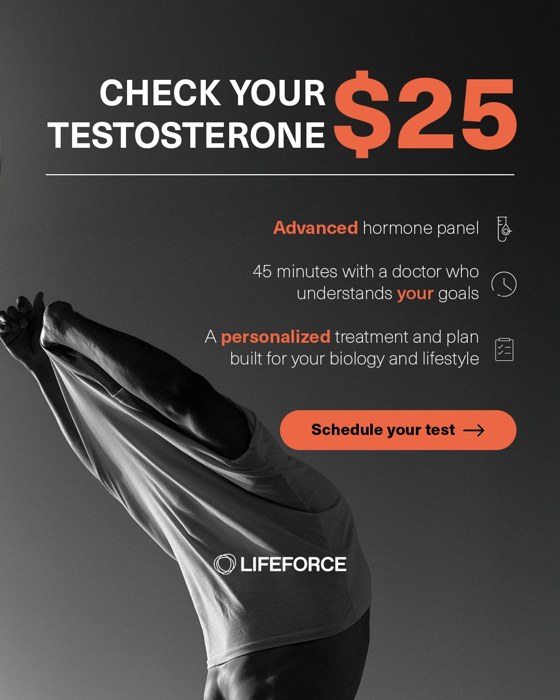 CHECK YOUR
TESTOSTERONE
$25
Advanced hormone panel
45 minutes with a doctor who
understands your goals
A personalized treatment and plan
built for your biology and lifestyle
Schedule your test →
LIFEFORCE